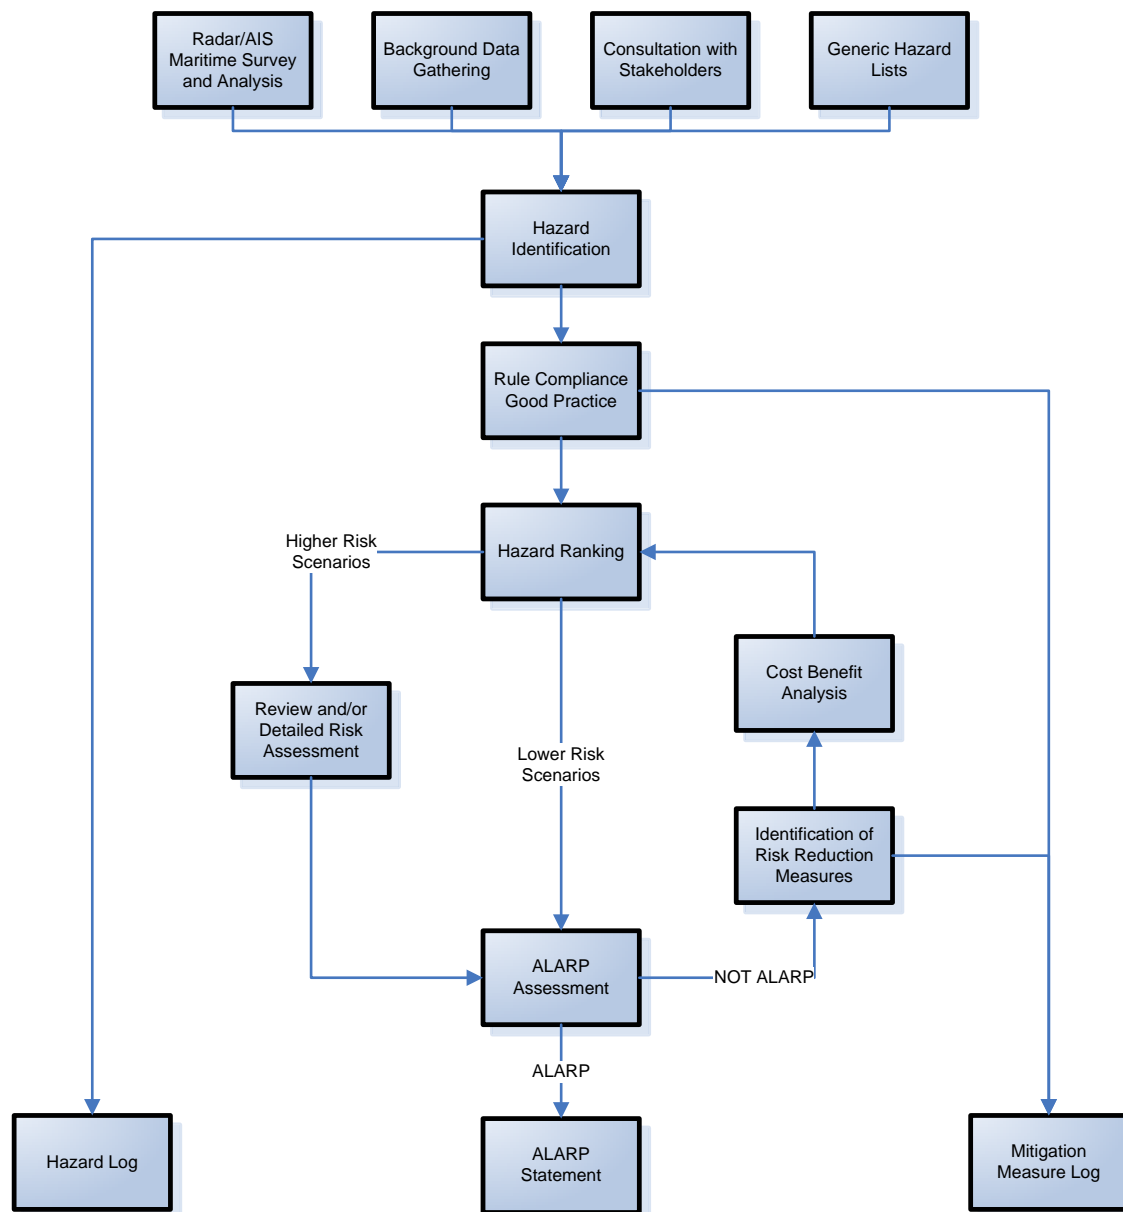 Radar/AIS
Maritime Survey
and Analysis
Background Data
Gathering
Consultation with
Stakeholders
Generic Hazard
Lists
Hazard
Identification
Rule Compliance
Good Practice
Higher Risk
Scenarios
Hazard Ranking
Cost Benefit
Analysis
Review and/or
Detailed Risk
Assessment
Lower Risk
Scenarios
Identification of
Risk Reduction
Measures
ALARP
Assessment
NOT ALARP
ALARP
Hazard Log
ALARP
Statement
Mitigation
Measure Log